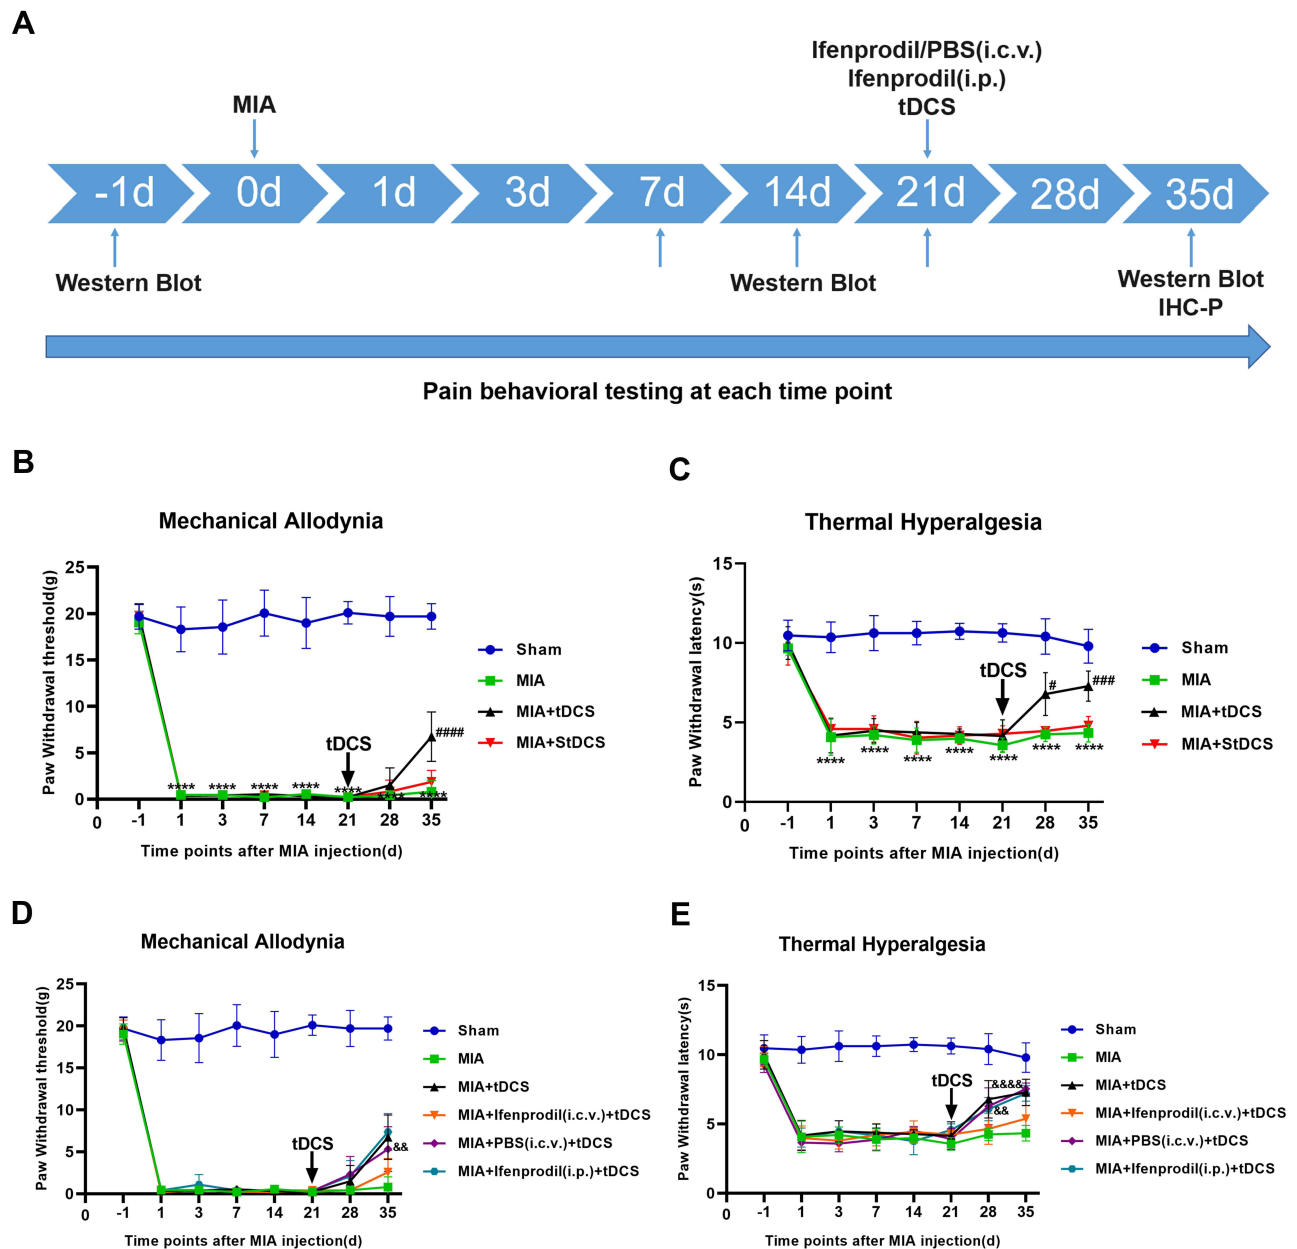 A
Ifenprodil/PBS(i.c.v.)
Ifenprodil(i.p.)
tDCS
MIA
-1d 0d 1d 3d 7d 14d 21d 28d 35d
Western Blot
Western Blot
Western Blot
IHC-P
Pain behavioral testing at each time point
B
Mechanical Allodynia
Paw Withdrawal threshold(g)
25
20
15
10
5
0
tDCS
####
**** **** **** **** **** **** ****
0 -1 1 3 7 14 21 28 35
Time points after MIA injection(d)
Sham
MIA
MIA+tDCS
MIA+StDCS
C
Thermal Hyperalgesia
Paw Withdrawal latency(s)
15
10
5
0
tDCS
# ###
**** **** **** **** **** **** ****
0 -1 1 3 7 14 21 28 35
Time points after MIA injection(d)
Sham
MIA
MIA+tDCS
MIA+StDCS
D
Mechanical Allodynia
Paw Withdrawal threshold(g)
25
20
15
10
5
0
tDCS
&&
0 -1 1 3 7 14 21 28 35
Time points after MIA injection(d)
Sham
MIA
MIA+tDCS
MIA+Ifenprodil(i.c.v.)+tDCS
MIA+PBS(i.c.v.)+tDCS
MIA+Ifenprodil(i.p.)+tDCS
E
Thermal Hyperalgesia
Paw Withdrawal latency(s)
15
10
5
0
tDCS
&&&&
&&
0 -1 1 3 7 14 21 28 35
Time points after MIA injection(d)
Sham
MIA
MIA+tDCS
MIA+Ifenprodil(i.c.v.)+tDCS
MIA+PBS(i.c.v.)+tDCS
MIA+Ifenprodil(i.p.)+tDCS